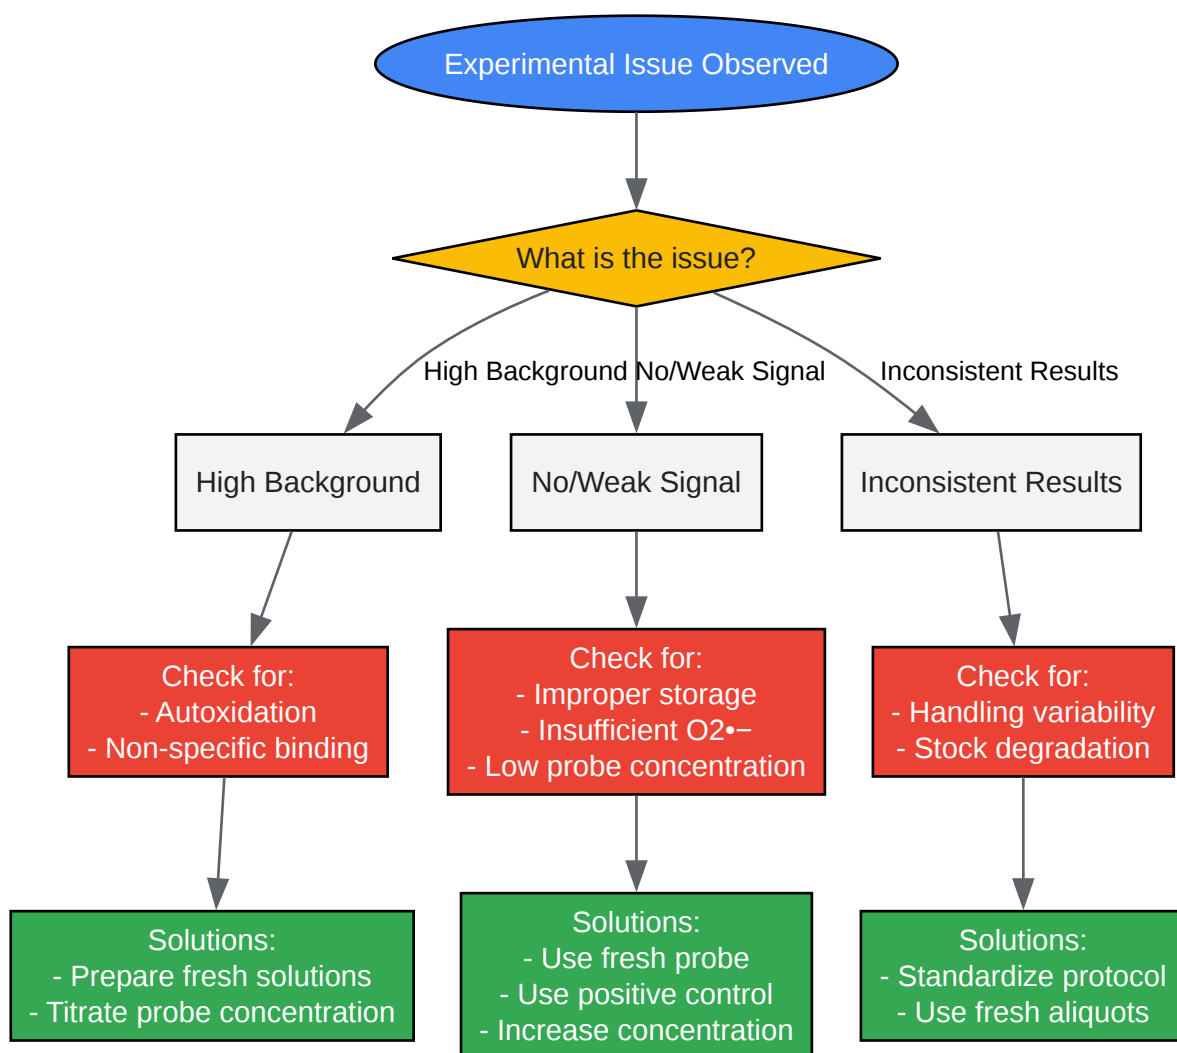 Experimental Issue Observed
What is the issue?
High Background
No/Weak Signal
Inconsistent Results
High Background
No/Weak Signal
Inconsistent Results
Check for:
- Autoxidation
- Non-specific binding
Check for:
- Improper storage
- Insufficient O2•−
- Low probe concentration
Check for:
- Handling variability
- Stock degradation
Solutions:
- Prepare fresh solutions
- Titrate probe concentration
Solutions:
- Use fresh probe
- Use positive control
- Increase concentration
Solutions:
- Standardize protocol
- Use fresh aliquots